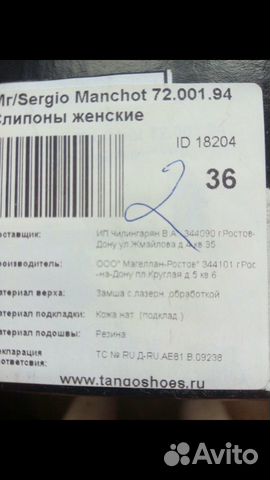 Mr/Sergio Manchot 72.001.94
Слипоны женские
ID 18204
36
2
оставщик: ИП Чилингарян В.А. 344090 г.Ростов-
Дону ул.Жмайлова д.4 кв 35
роизводитель: ООО" Магеллан-Ростов" 344101 г Рос
-на-Дону пл.Круглая д.5 кв 6
атериал верха: Замша с лазерн. обработкой
атериал подкладки: Кожа нат. (подклад.)
атериал подошвы: Резина
екларация ТС № RU Д-RU.АЕ81 В.09238
оответсвия:
www.tangoshoes.ru
Avito